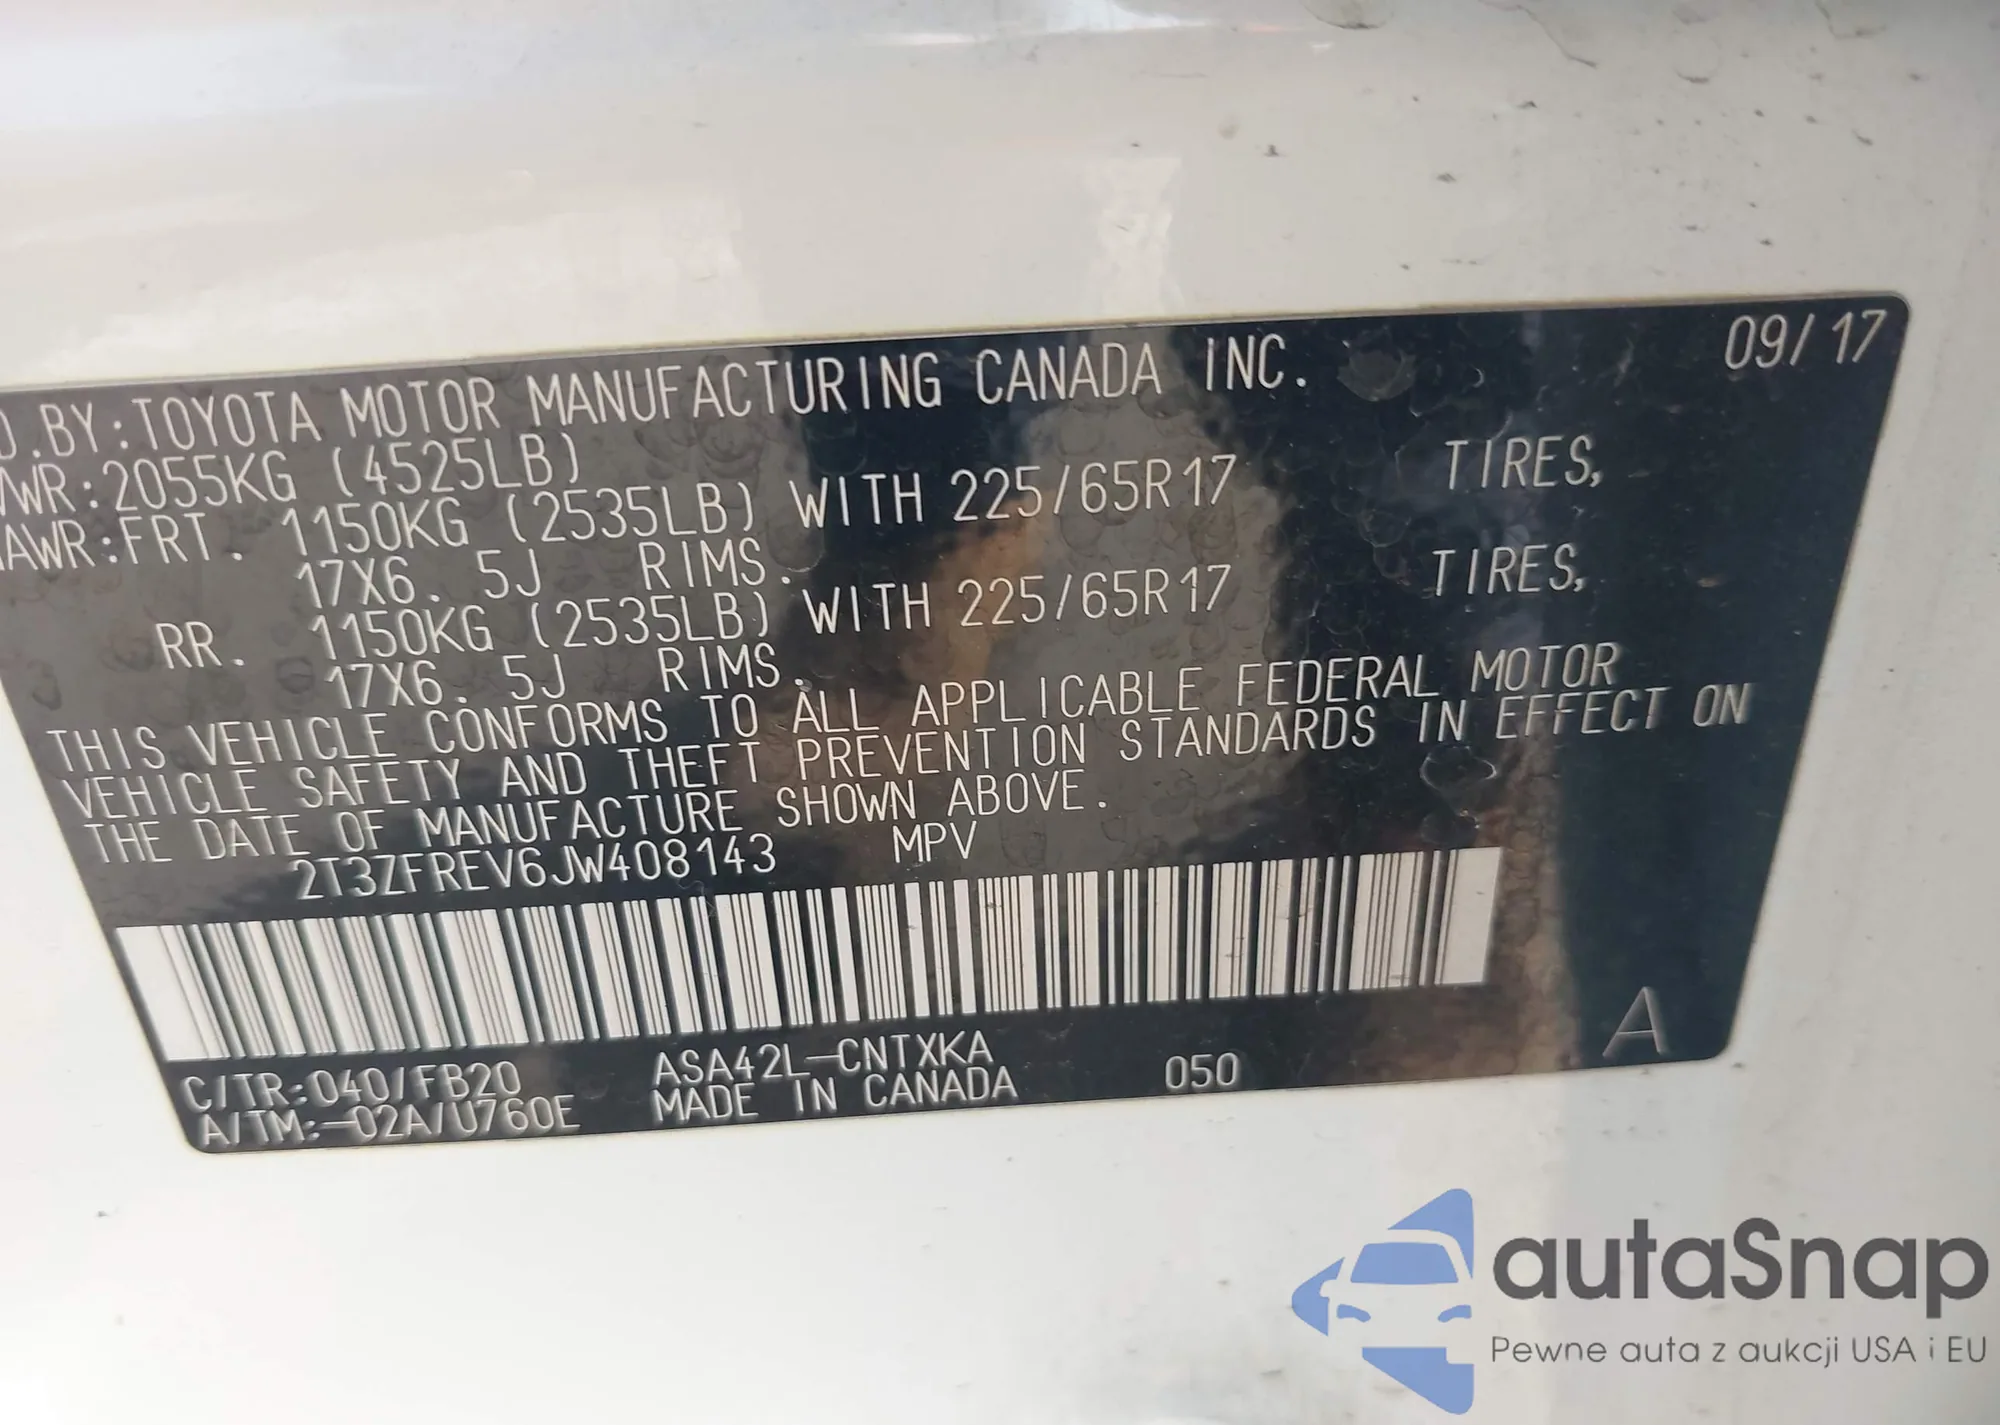 D.BY:TOYOTA MOTOR MANUFACTURING CANADA INC. 09/17
VWR:2055KG (4525LB)
AWR:FRT. 1150KG (2535LB) WITH 225/65R17 TIRES,
17X6.5J RIMS.
RR. 1150KG (2535LB) WITH 225/65R17 TIRES,
17X6.5J RIMS.
THIS VEHICLE CONFORMS TO ALL APPLICABLE FEDERAL MOTOR
VEHICLE SAFETY AND THEFT PREVENTION STANDARDS IN EFFECT ON
THE DATE OF MANUFACTURE SHOWN ABOVE.
2T3ZFREV6JW408143 MPV
C/TR:040/FB20 ASA42L-CNTXKA 050 A
A/TM:-02A/U760E MADE IN CANADA
autaSnap
Pewne auta z aukcji USA i EU